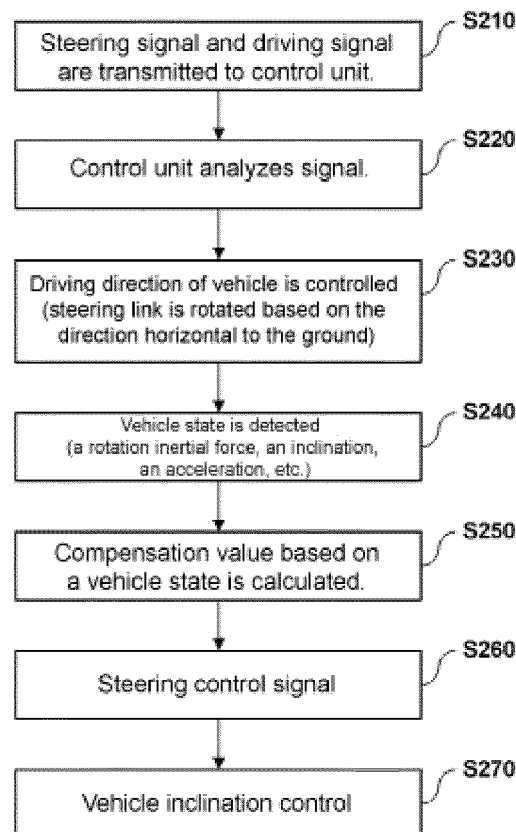 S210
Steering signal and driving signal
are transmitted to control unit.
S220
Control unit analyzes signal.
S230
Driving direction of vehicle is controlled
(steering link is rotated based on the
direction horizontal to the ground)
S240
Vehicle state is detected
(a rotation inertial force, an inclination,
an acceleration, etc.)
S250
Compensation value based on
a vehicle state is calculated.
S260
Steering control signal
S270
Vehicle inclination control